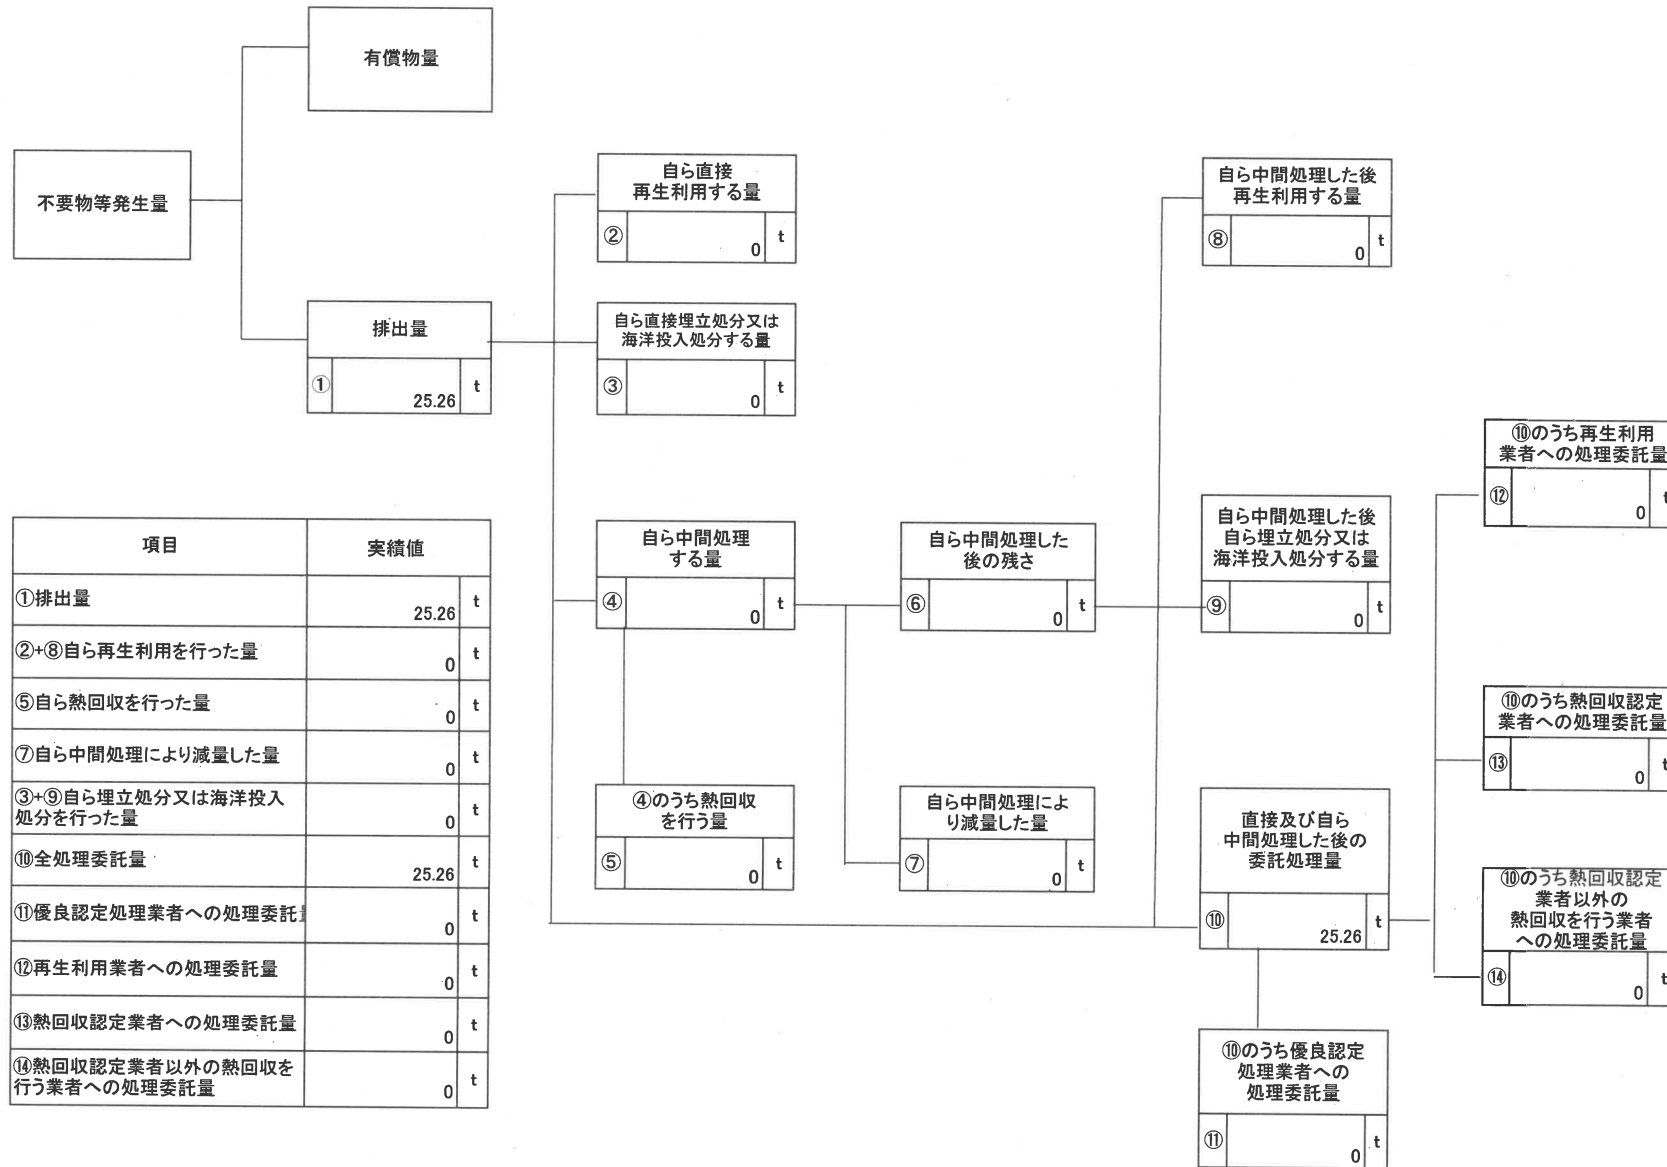 有償物量
不要物等発生量
排出量
① 25.26 t
自ら直接
再生利用する量
② 0 t
自ら直接埋立処分又は
海洋投入処分する量
③ 0 t
自ら中間処理
する量
④ 0 t
④のうち熱回収
を行う量
⑤ 0 t
自ら中間処理した
後の残さ
⑥ 0 t
自ら中間処理によ
り減量した量
⑦ 0 t
自ら中間処理した後
再生利用する量
⑧ 0 t
自ら中間処理した後
自ら埋立処分又は
海洋投入処分する量
⑨ 0 t
直接及び自ら
中間処理した後の
委託処理量
⑩ 25.26 t
⑩のうち優良認定
処理業者への
処理委託量
⑪ 0 t
⑩のうち再生利用
業者への処理委託量
⑫ 0 t
⑩のうち熱回収認定
業者への処理委託量
⑬ 0 t
⑩のうち熱回収認定
業者以外の
熱回収を行う業者
への処理委託量
⑭ 0 t
項目 実績値
①排出量 25.26 t
②+⑧自ら再生利用を行った量 0 t
⑤自ら熱回収を行った量 0 t
⑦自ら中間処理により減量した量 0 t
③+⑨自ら埋立処分又は海洋投入
処分を行った量 0 t
⑩全処理委託量 25.26 t
⑪優良認定処理業者への処理委託 0 t
⑫再生利用業者への処理委託量 0 t
⑬熱回収認定業者への処理委託量 0 t
⑭熱回収認定業者以外の熱回収を
行う業者への処理委託量 0 t